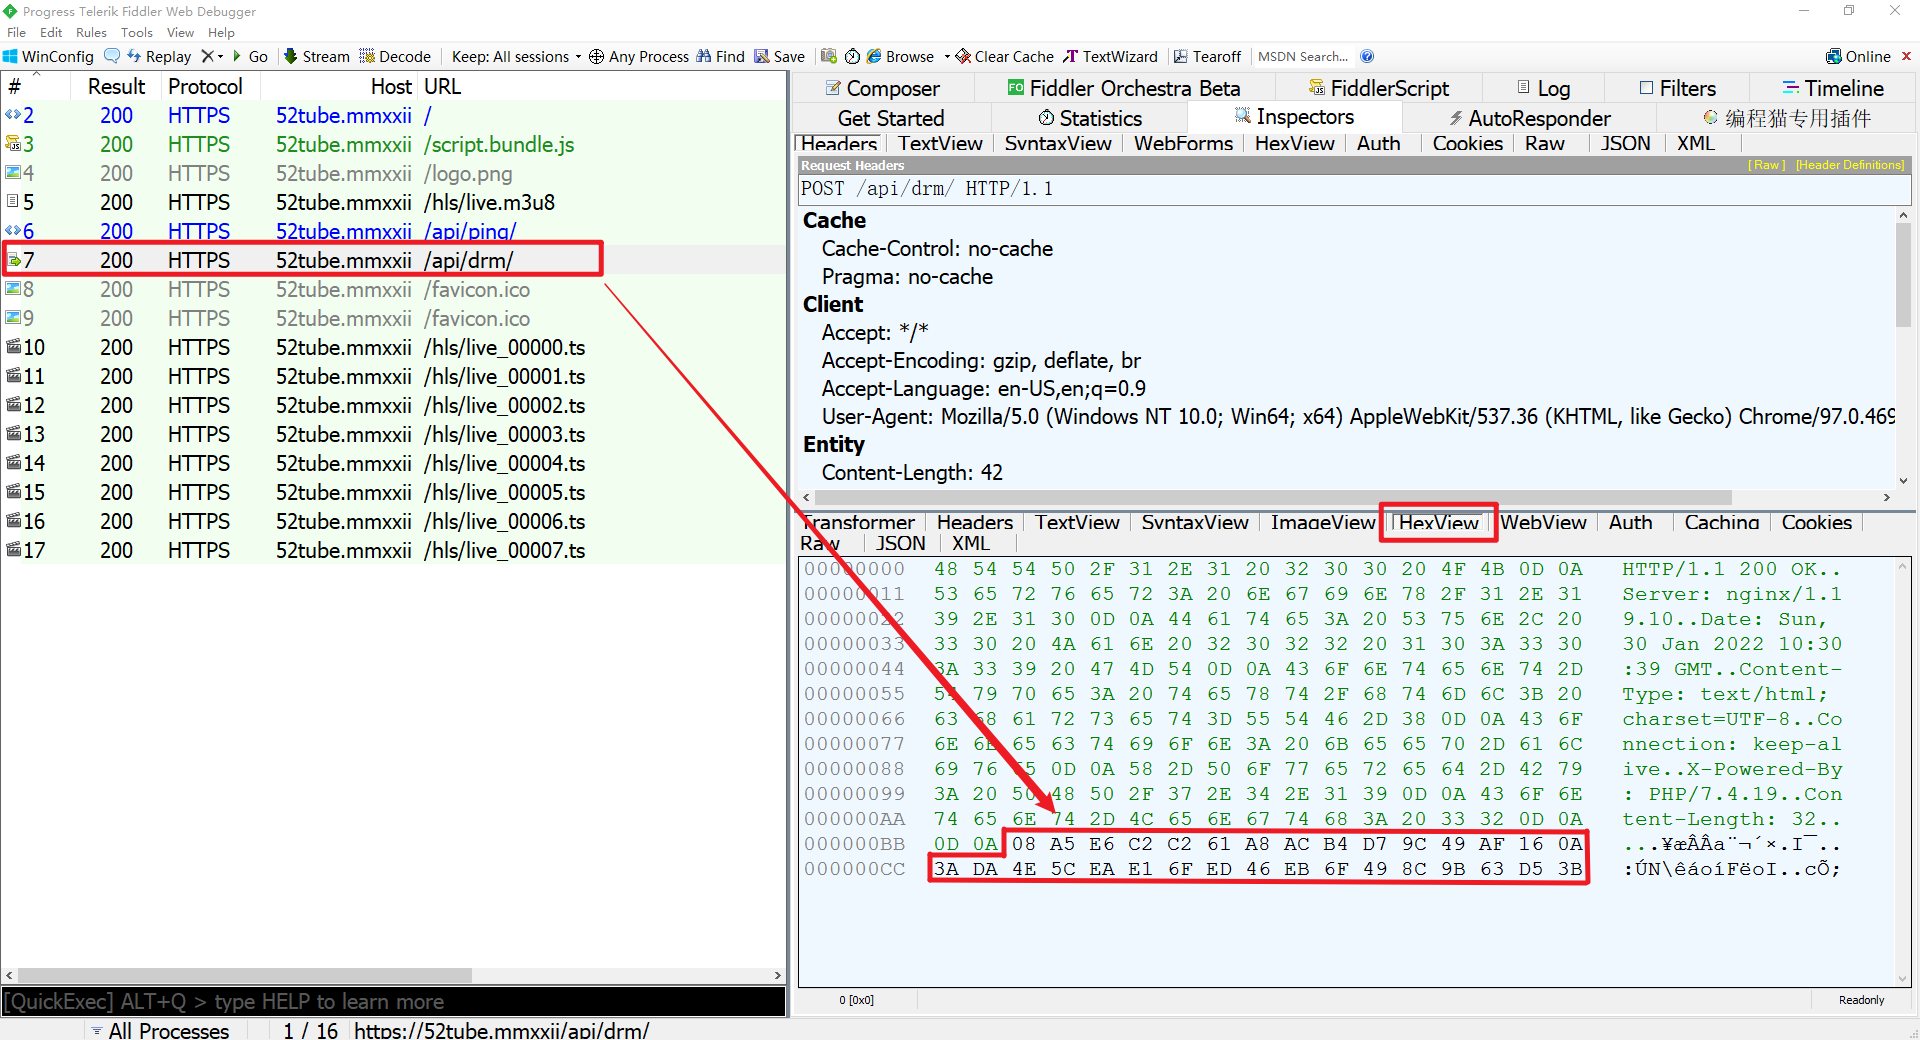 Progress Telerik Fiddler Web Debugger
File Edit Rules Tools View Help
WinConfig Replay Go Stream Decode Keep: All sessions Any Process Find Save Browse Clear Cache TextWizard Tearoff MSDN Search... Online
# Result Protocol Host URL
2 200 HTTPS 52tube.mmxxii /
3 200 HTTPS 52tube.mmxxii /script.bundle.js
4 200 HTTPS 52tube.mmxxii /logo.png
5 200 HTTPS 52tube.mmxxii /hls/live.m3u8
6 200 HTTPS 52tube.mmxxii /api/ping/
7 200 HTTPS 52tube.mmxxii /api/drm/
8 200 HTTPS 52tube.mmxxii /favicon.ico
9 200 HTTPS 52tube.mmxxii /favicon.ico
10 200 HTTPS 52tube.mmxxii /hls/live_00000.ts
11 200 HTTPS 52tube.mmxxii /hls/live_00001.ts
12 200 HTTPS 52tube.mmxxii /hls/live_00002.ts
13 200 HTTPS 52tube.mmxxii /hls/live_00003.ts
14 200 HTTPS 52tube.mmxxii /hls/live_00004.ts
15 200 HTTPS 52tube.mmxxii /hls/live_00005.ts
16 200 HTTPS 52tube.mmxxii /hls/live_00006.ts
17 200 HTTPS 52tube.mmxxii /hls/live_00007.ts
[QuickExec] ALT+Q > type HELP to learn more
All Processes 1 / 16 https://52tube.mmxxii/api/drm/
Composer FO Fiddler Orchestra Beta FiddlerScript Log Filters Timeline
Get Started Statistics Inspectors AutoResponder 编程猫专用插件
Headers TextView SyntaxView WebForms HexView Auth Cookies Raw JSON XML
Request Headers [ Raw ] [Header Definitions]
POST /api/drm/ HTTP/1.1
Cache
Cache-Control: no-cache
Pragma: no-cache
Client
Accept: */*
Accept-Encoding: gzip, deflate, br
Accept-Language: en-US,en;q=0.9
User-Agent: Mozilla/5.0 (Windows NT 10.0; Win64; x64) AppleWebKit/537.36 (KHTML, like Gecko) Chrome/97.0.469
Entity
Content-Length: 42
Transformer Headers TextView SyntaxView ImageView HexView WebView Auth Caching Cookies
Raw JSON XML
00000000 48 54 54 50 2F 31 2E 31 20 32 30 30 20 4F 4B 0D 0A HTTP/1.1 200 OK..
00000011 53 65 72 76 65 72 3A 20 6E 67 69 6E 78 2F 31 2E 31 Server: nginx/1.1
00000022 39 2E 31 30 0D 0A 44 61 74 65 3A 20 53 75 6E 2C 20 9.10..Date: Sun,
00000033 33 30 20 4A 61 6E 20 32 30 32 32 20 31 30 3A 33 30 30 Jan 2022 10:30
00000044 3A 33 39 20 47 4D 54 0D 0A 43 6F 6E 74 65 6E 74 2D :39 GMT..Content-
00000055 54 79 70 65 3A 20 74 65 78 74 2F 68 74 6D 6C 3B 20 Type: text/html;
00000066 63 68 61 72 73 65 74 3D 55 54 46 2D 38 0D 0A 43 6F charset=UTF-8..Co
00000077 6E 6E 65 63 74 69 6F 6E 3A 20 6B 65 65 70 2D 61 6C nnection: keep-al
00000088 69 76 65 0D 0A 58 2D 50 6F 77 65 72 65 64 2D 42 79 ive..X-Powered-By
00000099 3A 20 50 48 50 2F 37 2E 34 2E 31 39 0D 0A 43 6F 6E : PHP/7.4.19..Con
000000AA 74 65 6E 74 2D 4C 65 6E 67 74 68 3A 20 33 32 0D 0A tent-Length: 32..
000000BB 0D 0A 08 A5 E6 C2 C2 61 A8 AC B4 D7 9C 49 AF 16 0A ...¥æÂÂa¨¬´×.I¯..
000000CC 3A DA 4E 5C EA E1 6F ED 46 EB 6F 49 8C 9B 63 D5 3B :ÚN\êáoíFëoI..cÕ;
0 [0x0] Readonly